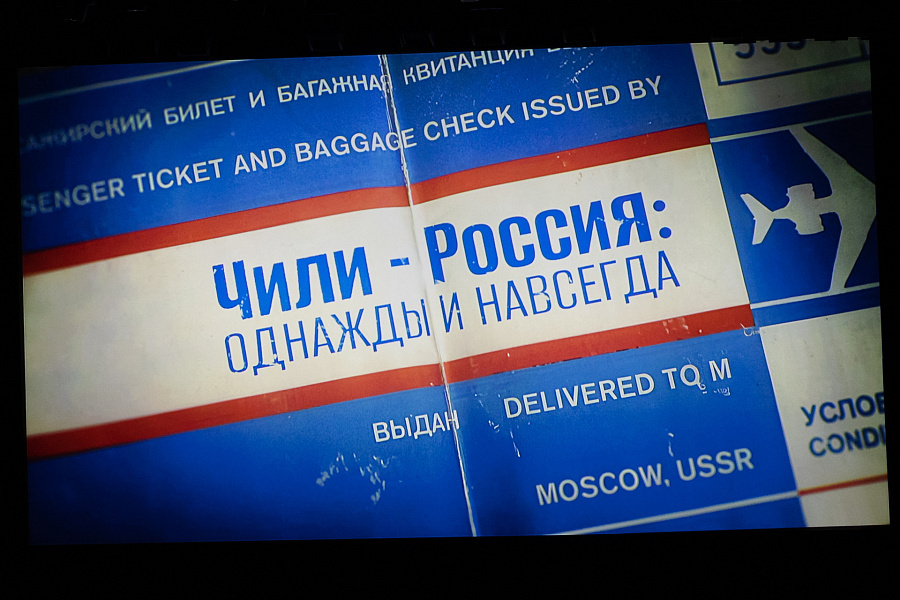 БИЛЕТ И БАГАЖНАЯ КВИТАНЦИЯ
SENGER TICKET AND BAGGAGE CHECK ISSUED BY
Чили - Россия:
ОДНАЖДЫ И НАВСЕГДА
ВЫДАН DELIVERED TO M
MOSCOW, USSR
УСЛОВ
CONDI